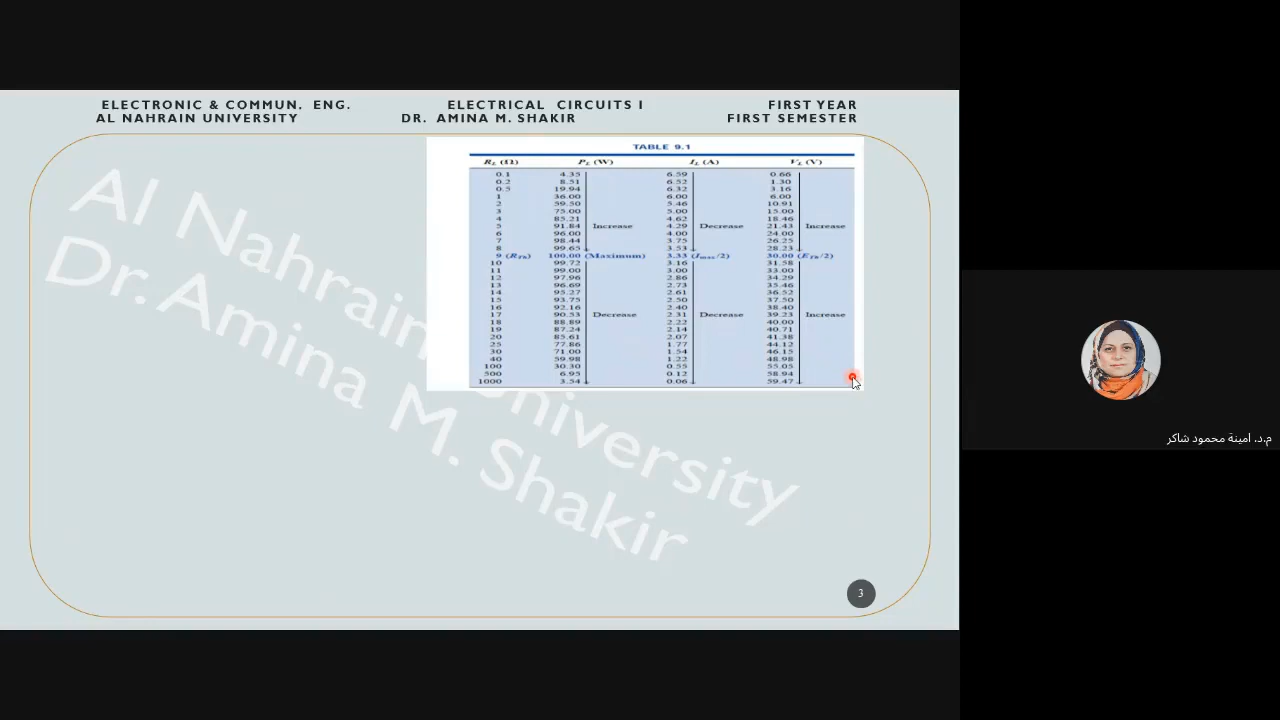 ELECTRONIC & COMMUN. ENG. ELECTRICAL CIRCUITS I FIRST YEAR
AL NAHRAIN UNIVERSITY DR. AMINA M. SHAKIR FIRST SEMESTER
TABLE 9.1
RL (Ω) PL (W) IL (A) VL (V)
0.1 4.35 6.59 0.66
0.2 8.51 6.52 1.30
0.5 19.94 6.32 3.16
1 36.00 6.00 6.00
2 59.50 5.46 10.91
3 75.00 5.00 15.00
4 85.21 4.62 18.46
5 91.84 Increase 4.29 Decrease 21.43 Increase
6 96.00 4.00 24.00
7 98.44 3.75 26.25
8 99.65 3.53 28.23
9 (RTh) 100.00 (Maximum) 3.33 (Imax/2) 30.00 (ETh/2)
10 99.72 3.16 31.58
11 99.00 3.00 33.00
12 97.96 2.86 34.29
13 96.69 2.73 35.46
14 95.27 2.61 36.52
15 93.75 2.50 37.50
16 92.16 2.40 38.40
17 90.53 Decrease 2.31 Decrease 39.23 Increase
18 88.89 2.22 40.00
19 87.24 2.14 40.71
20 85.61 2.07 41.38
25 77.86 1.77 44.12
30 71.00 1.54 46.15
40 59.98 1.22 48.98
100 30.30 0.55 55.05
500 6.95 0.12 58.94
1000 3.54 0.06 59.47
Al Nahrain University
Dr. Amina M. Shakir
3
م.د. امينة محمود شاكر